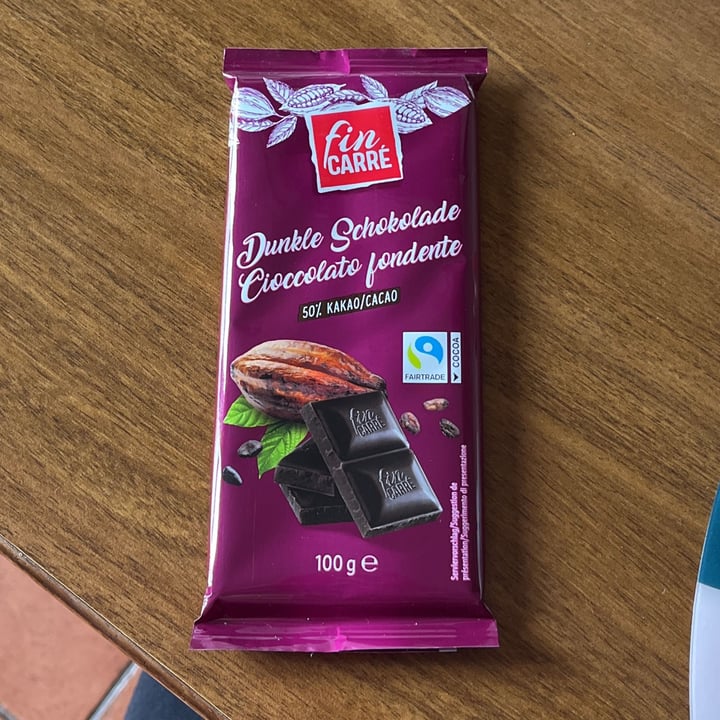 fin
CARRÉ
Dunkle Schokolade
Cioccolato fondente
50% KAKAO/CACAO
FAIRTRADE
COCOA
fin
CARRÉ
fin
CARRÉ
100 g e
Serviervorschlag/Suggestion de
présentation/Suggerimento di presentazione